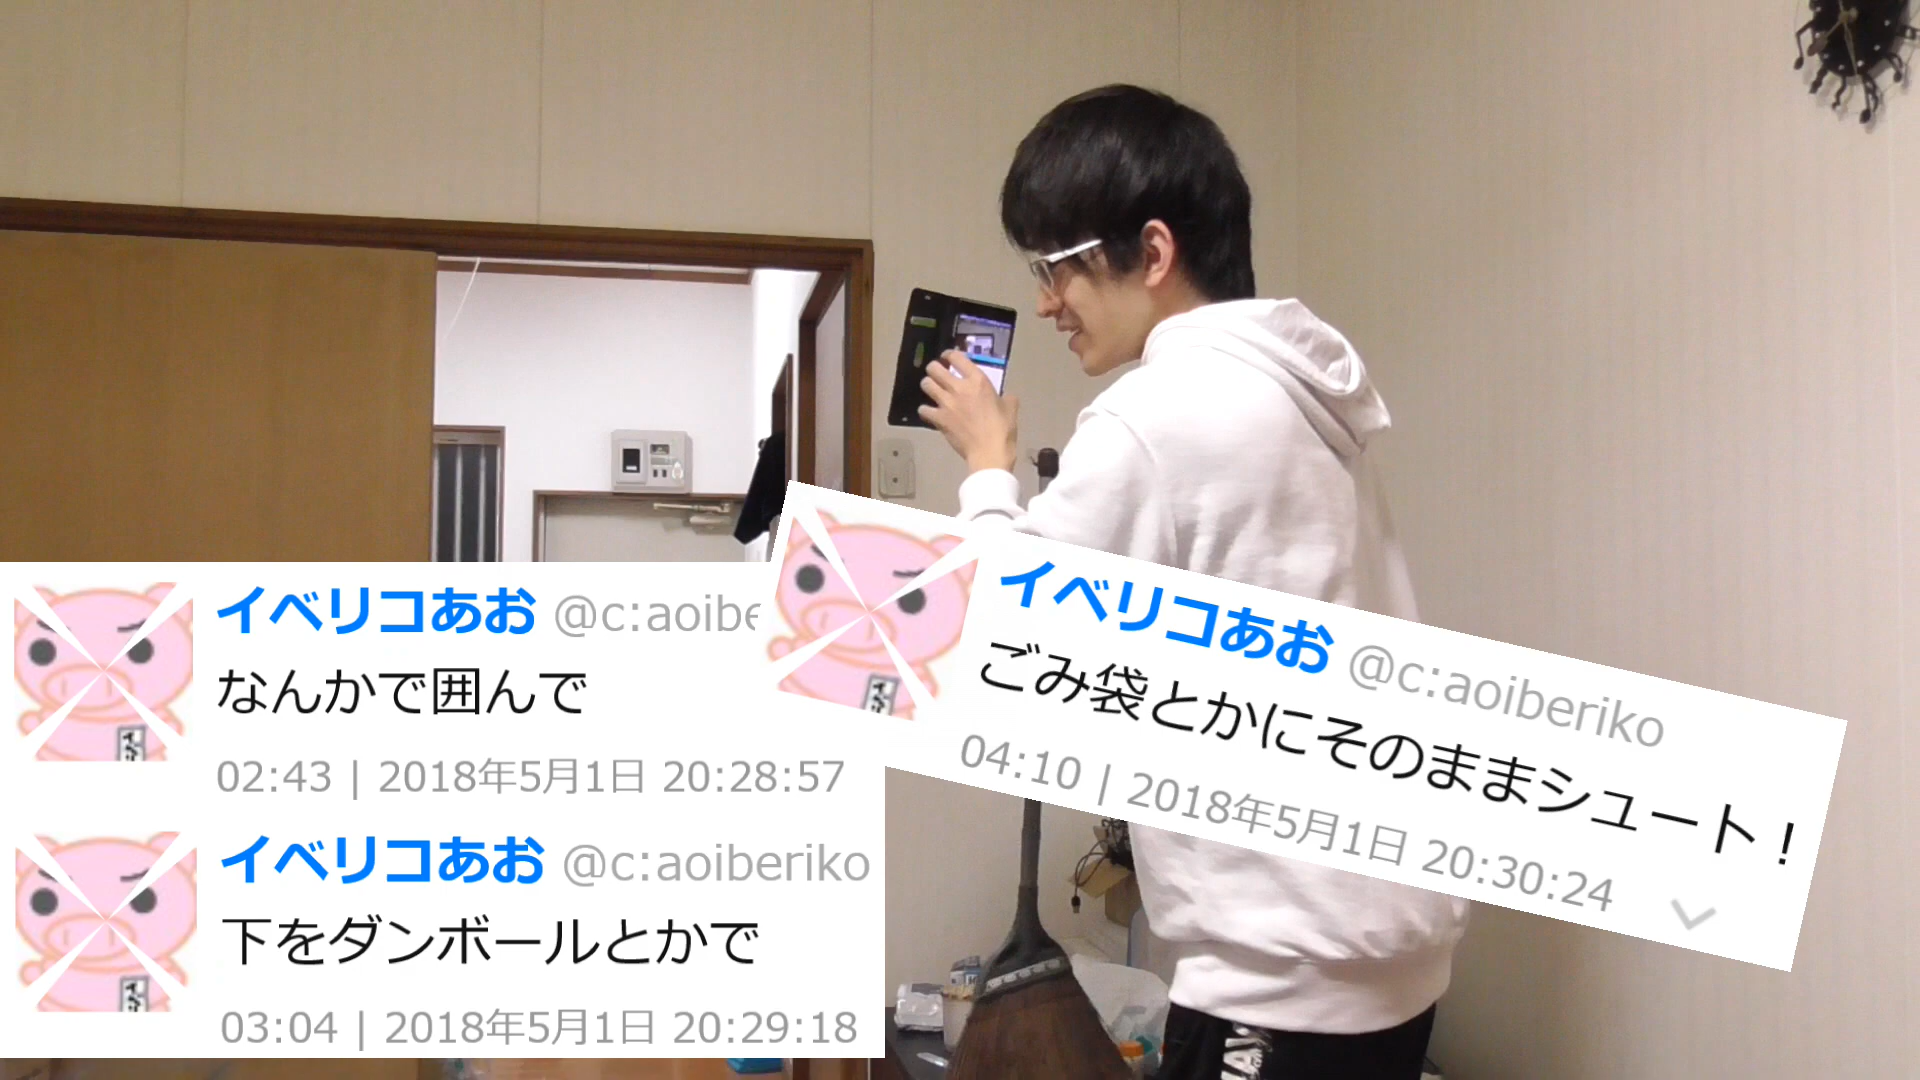 イベリコあお @c:aoibe
なんかで囲んで
02:43 | 2018年5月1日 20:28:57
イベリコあお @c:aoiberiko
下をダンボールとかで
03:04 | 2018年5月1日 20:29:18
イベリコあお @c:aoiberiko
ごみ袋とかにそのままシュート！
04:10 | 2018年5月1日 20:30:24